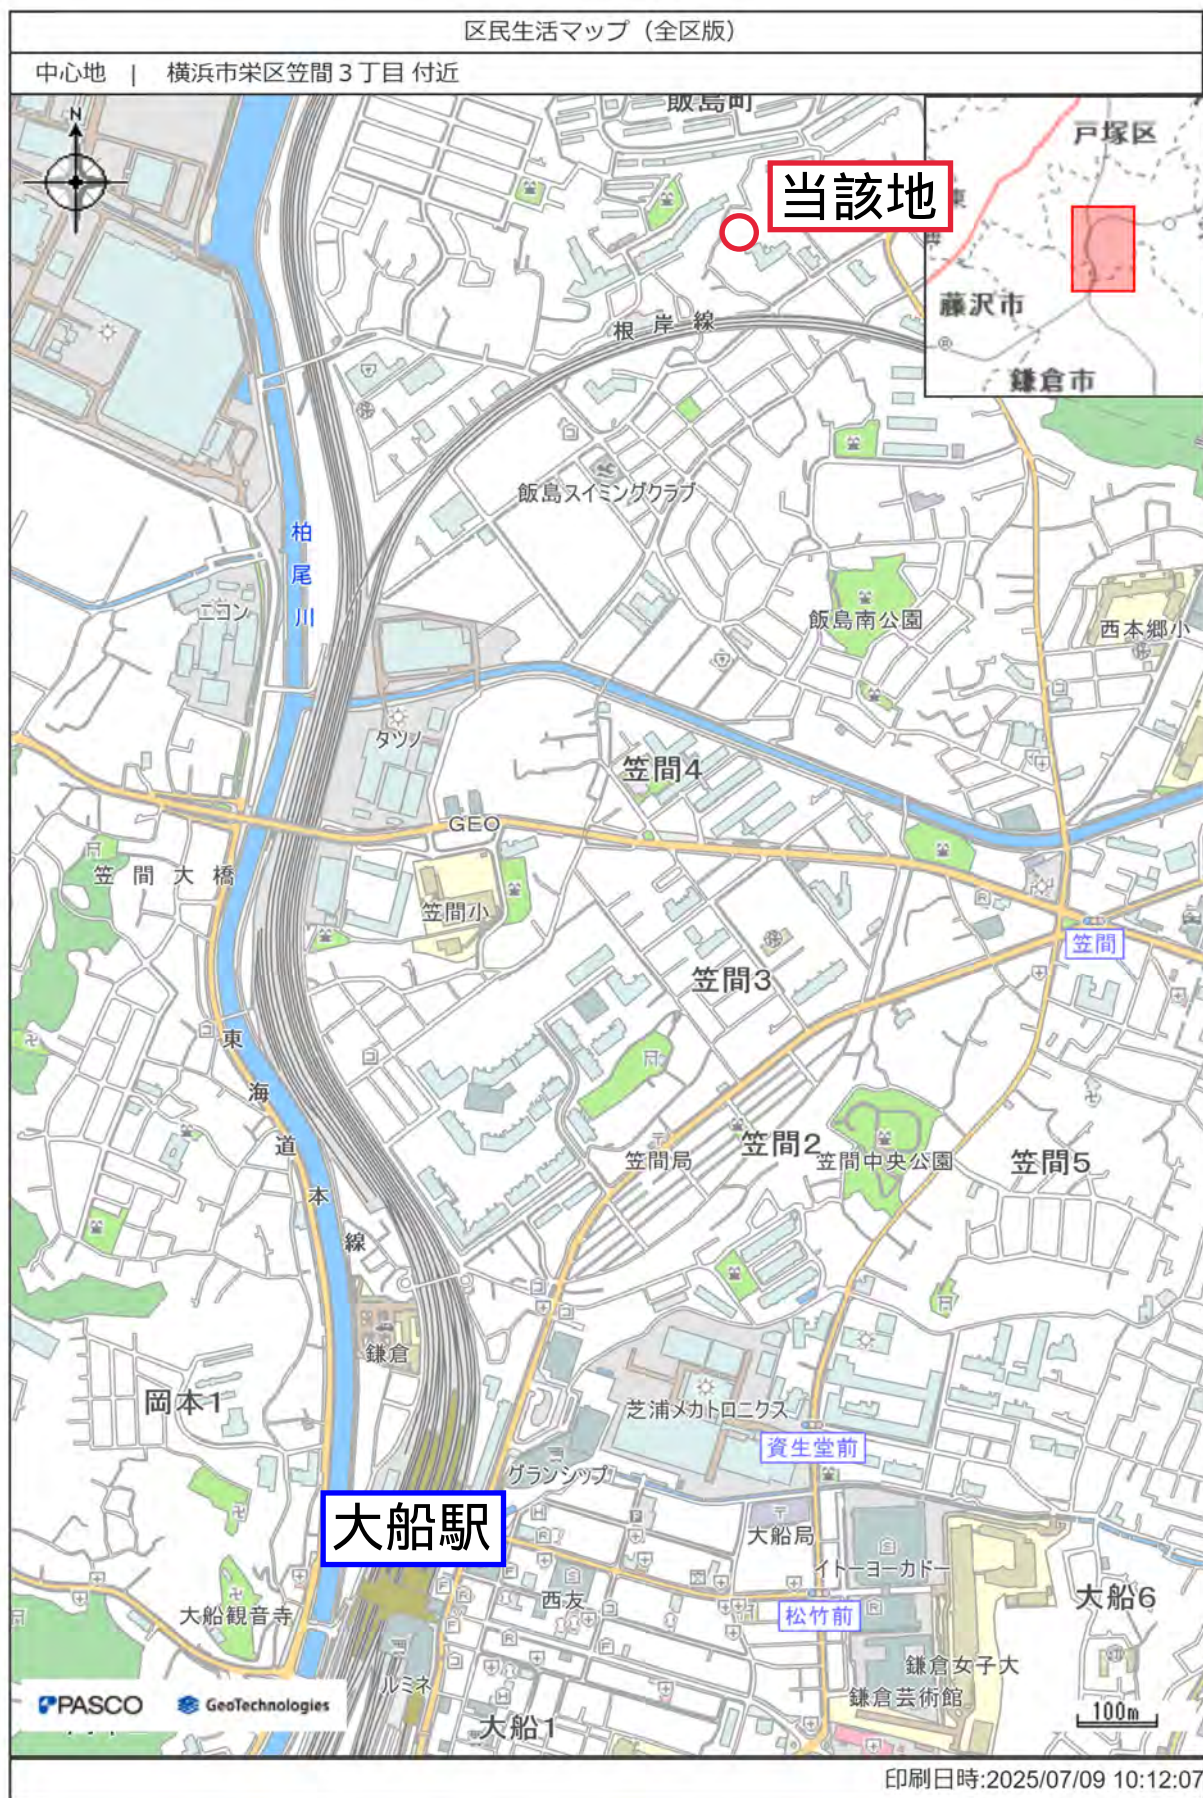 区民生活マップ（全区版）
中心地 | 横浜市栄区笠間３丁目 付近
N
飯島町
当該地
戸塚区
東
藤沢市
鎌倉市
根岸線
飯島スイミングクラブ
柏尾川
ニコン
飯島南公園
西本郷小
タツノ
笠間4
GEO
笠間大橋
笠間小
笠間
笠間3
東海道本線
笠間局
笠間2
笠間中央公園
笠間5
鎌倉
岡本1
芝浦メカトロニクス
資生堂前
グランシップ
大船駅
大船局
イトーヨーカドー
西友
松竹前
大船6
大船観音寺
鎌倉女子大
鎌倉芸術館
ルミネ
大船1
PASCO
GeoTechnologies
100m
印刷日時:2025/07/09 10:12:07